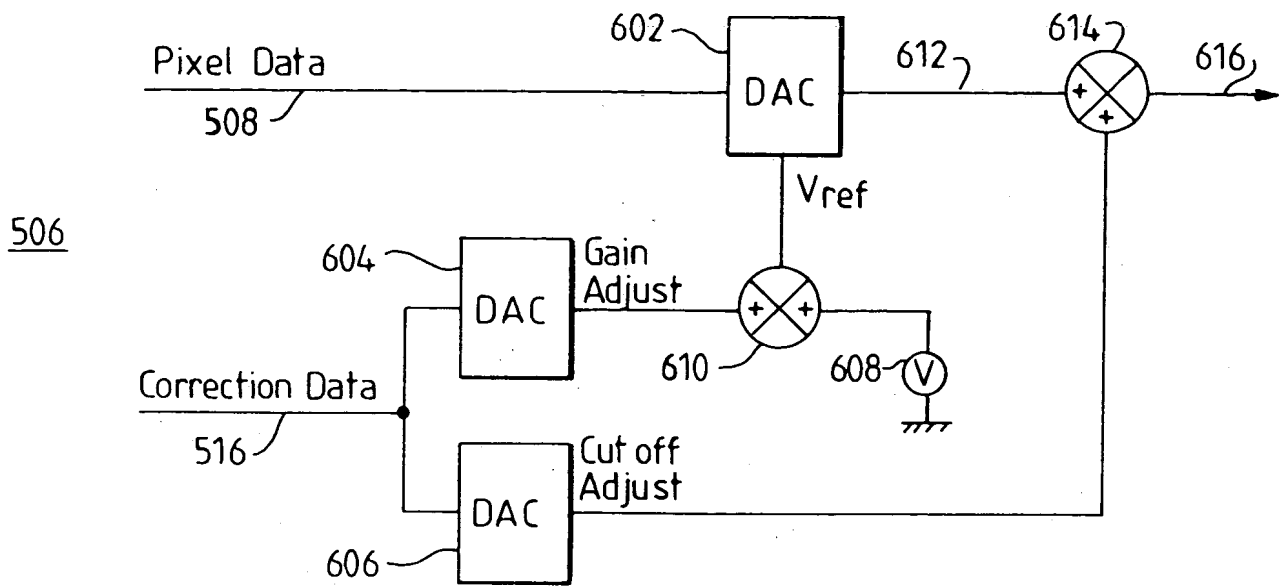 602
614
Pixel Data
DAC
612
616
508
+
+
Vref
506
604
Gain
Adjust
DAC
+ +
610
608
V
Correction Data
516
Cut off
Adjust
DAC
606